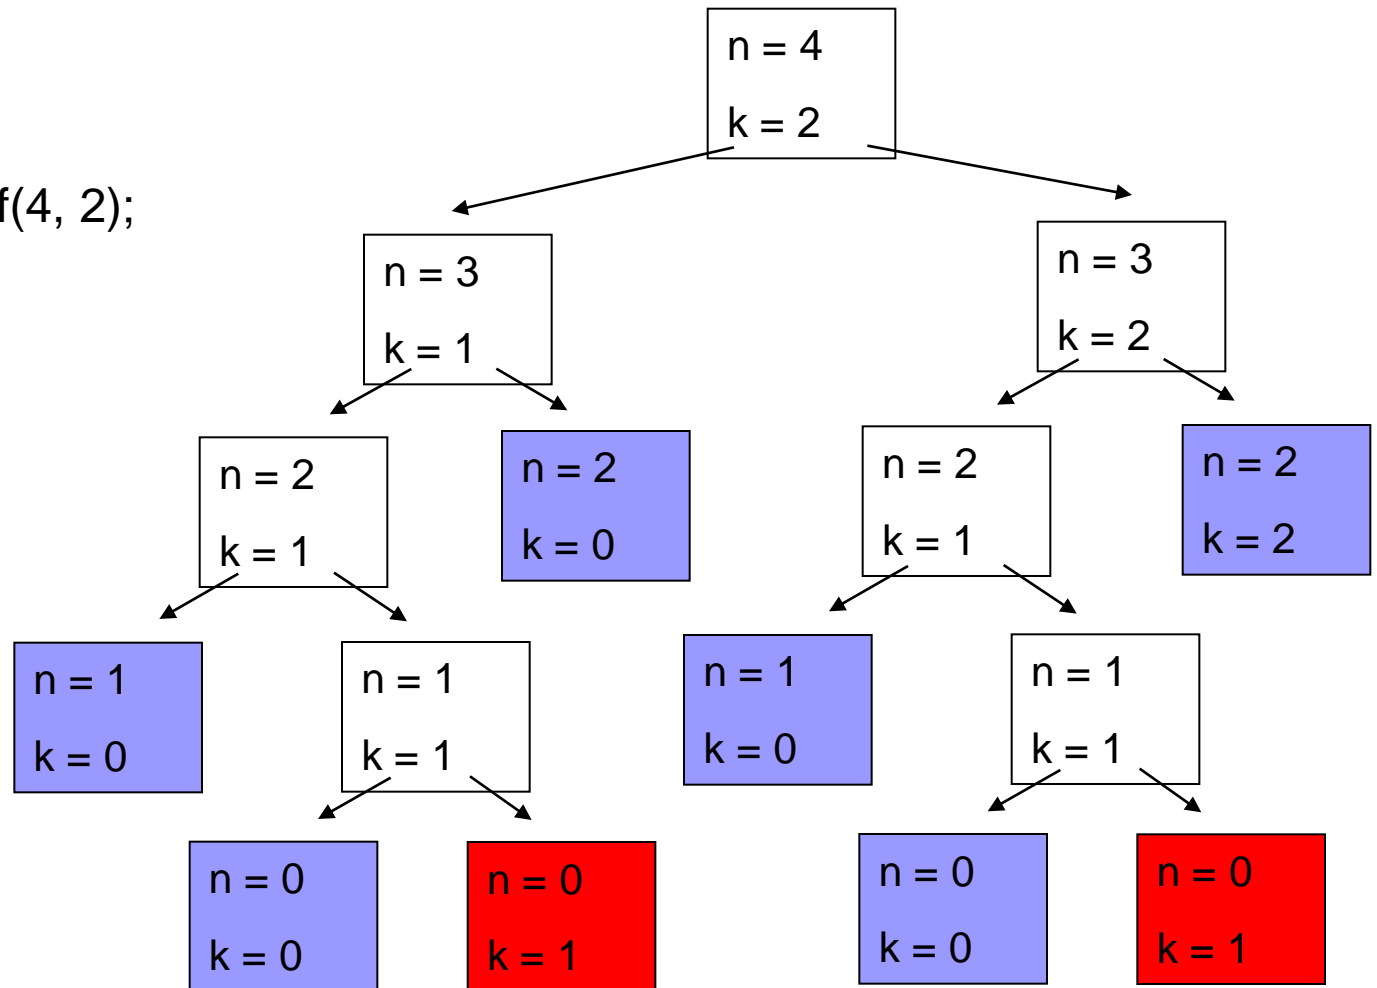 n = 4
k = 2
f(4, 2);
n = 3
k = 1
n = 3
k = 2
n = 2
k = 1
n = 2
k = 0
n = 2
k = 1
n = 2
k = 2
n = 1
k = 0
n = 1
k = 1
n = 1
k = 0
n = 1
k = 1
n = 0
k = 0
n = 0
k = 1
n = 0
k = 0
n = 0
k = 1